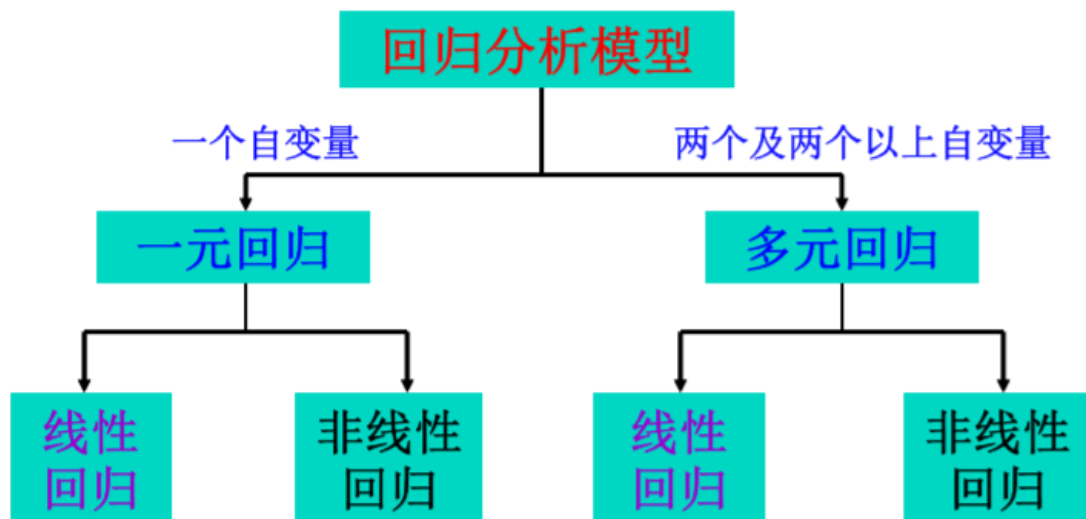 回归分析模型
一个自变量
两个及两个以上自变量
一元回归
多元回归
线性
回归
非线性
回归
线性
回归
非线性
回归